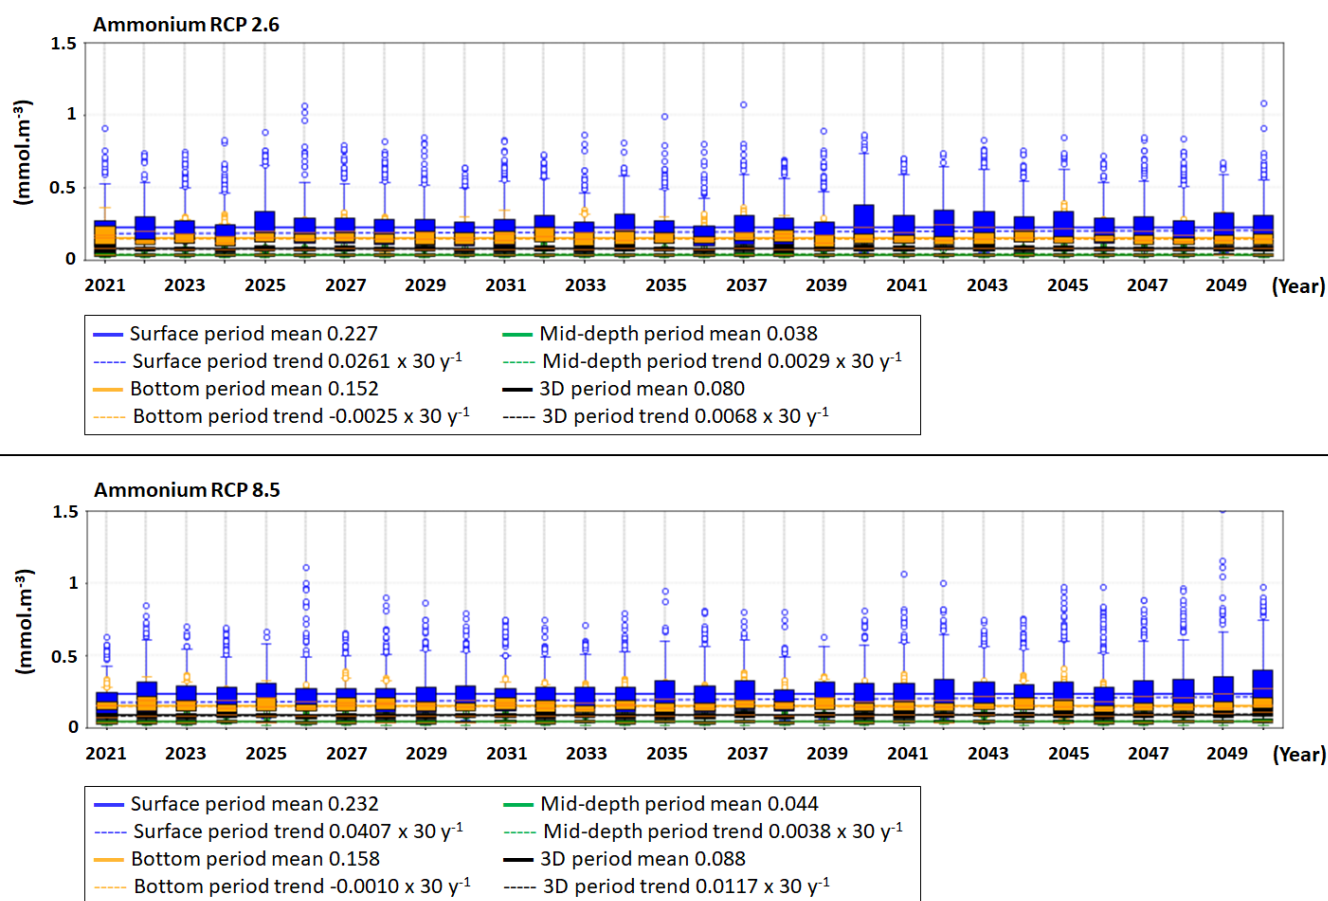 Ammonium RCP 2.6
1.5
1
0.5
0
(mmol.m-3)
2021 2023 2025 2027 2029 2031 2033 2035 2037 2039 2041 2043 2045 2047 2049 (Year)
Surface period mean 0.227 Mid-depth period mean 0.038
Surface period trend 0.0261 x 30 y-1 Mid-depth period trend 0.0029 x 30 y-1
Bottom period mean 0.152 3D period mean 0.080
Bottom period trend -0.0025 x 30 y-1 3D period trend 0.0068 x 30 y-1
Ammonium RCP 8.5
1.5
1
0.5
0
(mmol.m-3)
2021 2023 2025 2027 2029 2031 2033 2035 2037 2039 2041 2043 2045 2047 2049 (Year)
Surface period mean 0.232 Mid-depth period mean 0.044
Surface period trend 0.0407 x 30 y-1 Mid-depth period trend 0.0038 x 30 y-1
Bottom period mean 0.158 3D period mean 0.088
Bottom period trend -0.0010 x 30 y-1 3D period trend 0.0117 x 30 y-1